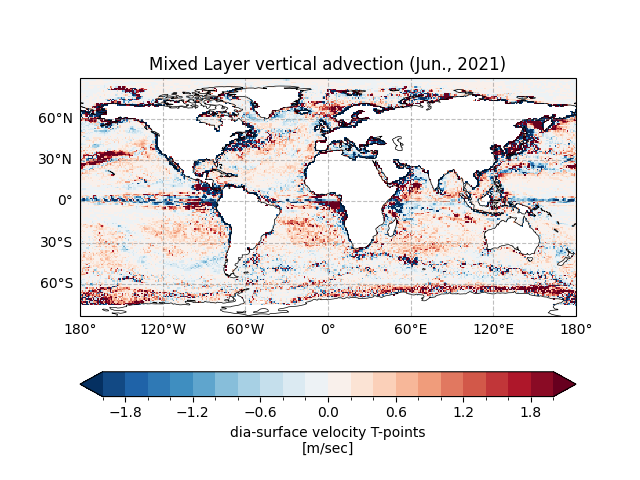 Mixed Layer vertical advection (Jun., 2021)
60°N
30°N
0°
30°S
60°S
180° 120°W 60°W 0° 60°E 120°E 180°
−1.8 −1.2 −0.6 0.0 0.6 1.2 1.8
dia-surface velocity T-points
[m/sec]